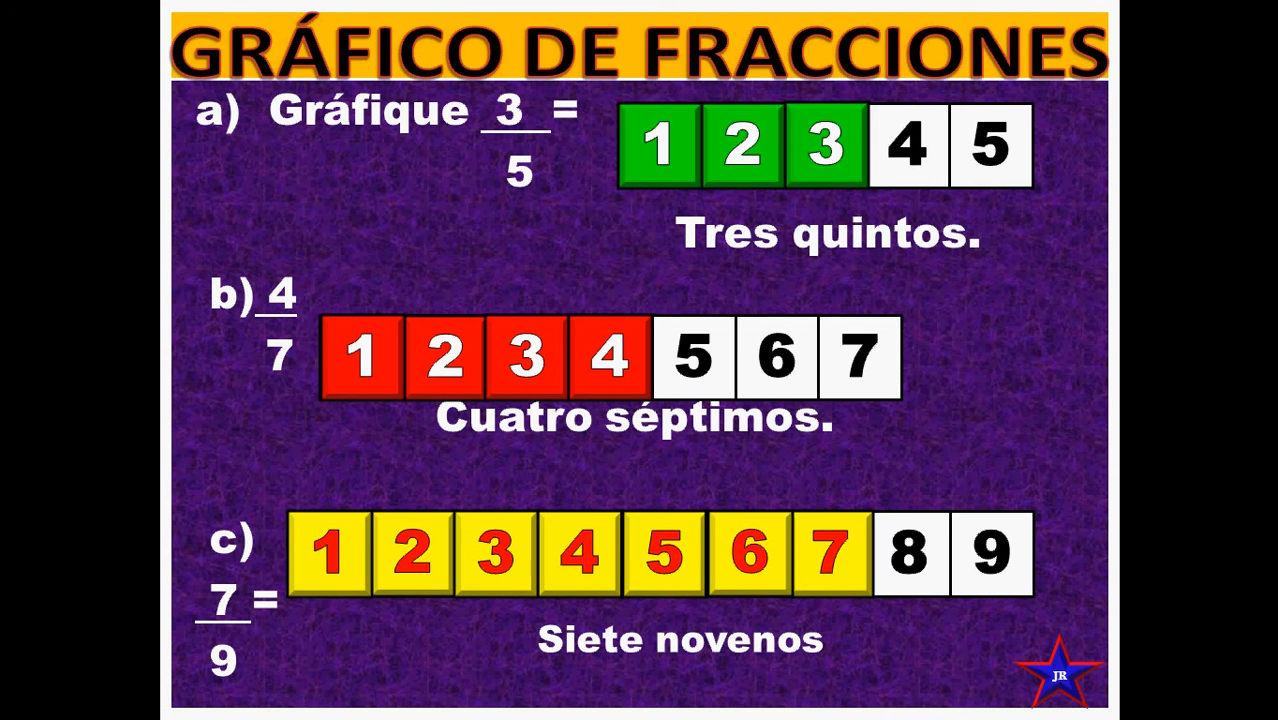 GRÁFICO DE FRACCIONES
a) Gráfique 3 =
5
1 2 3 4 5
Tres quintos.
b) 4
7
1 2 3 4 5 6 7
Cuatro séptimos.
c)
1 2 3 4 5 6 7 8 9
7 =
9
Siete novenos
JR